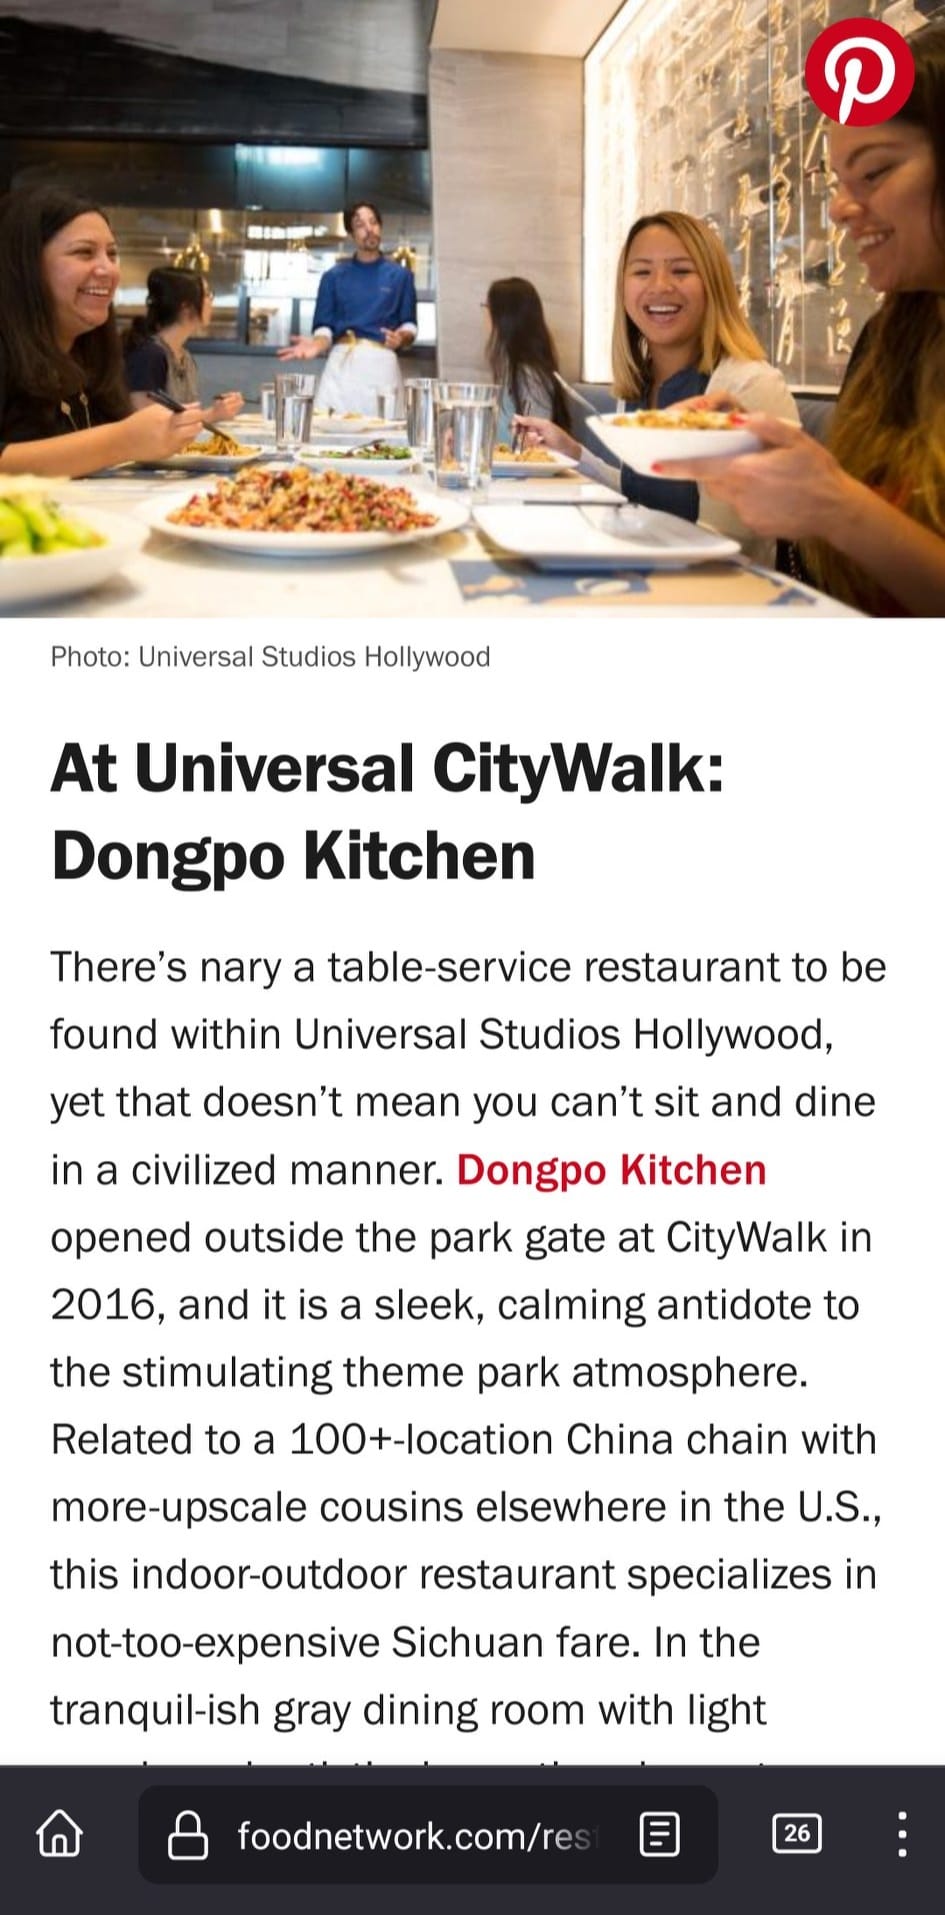 Photo: Universal Studios Hollywood
At Universal CityWalk:
Dongpo Kitchen
There's nary a table-service restaurant to be
found within Universal Studios Hollywood,
yet that doesn't mean you can't sit and dine
in a civilized manner. Dongpo Kitchen
opened outside the park gate at CityWalk in
2016, and it is a sleek, calming antidote to
the stimulating theme park atmosphere.
Related to a 100+-location China chain with
more-upscale cousins elsewhere in the U.S.,
this indoor-outdoor restaurant specializes in
not-too-expensive Sichuan fare. In the
tranquil-ish gray dining room with light
foodnetwork.com/res
26